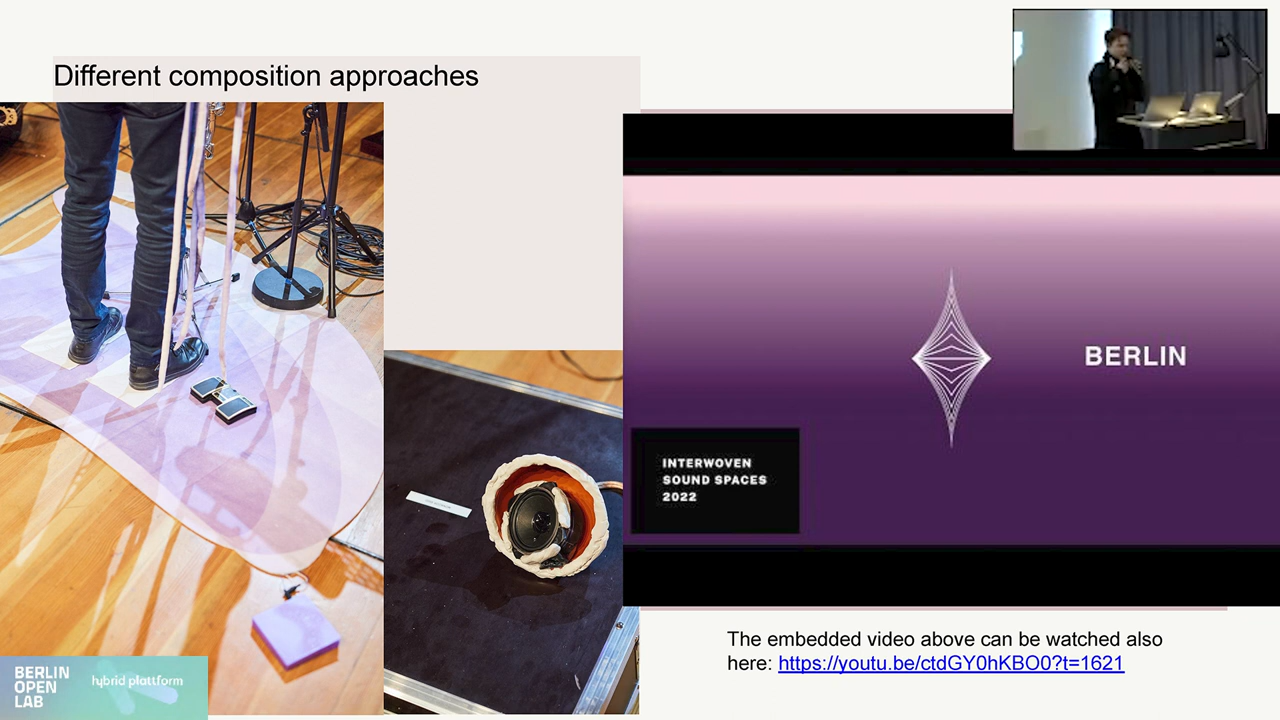 Different composition approaches
BERLIN
INTERWOVEN
SOUND SPACES
2022
The embedded video above can be watched also
here: https://youtu.be/ctdGY0hKBO0?t=1621
BERLIN
OPEN
LAB
hybrid plattform